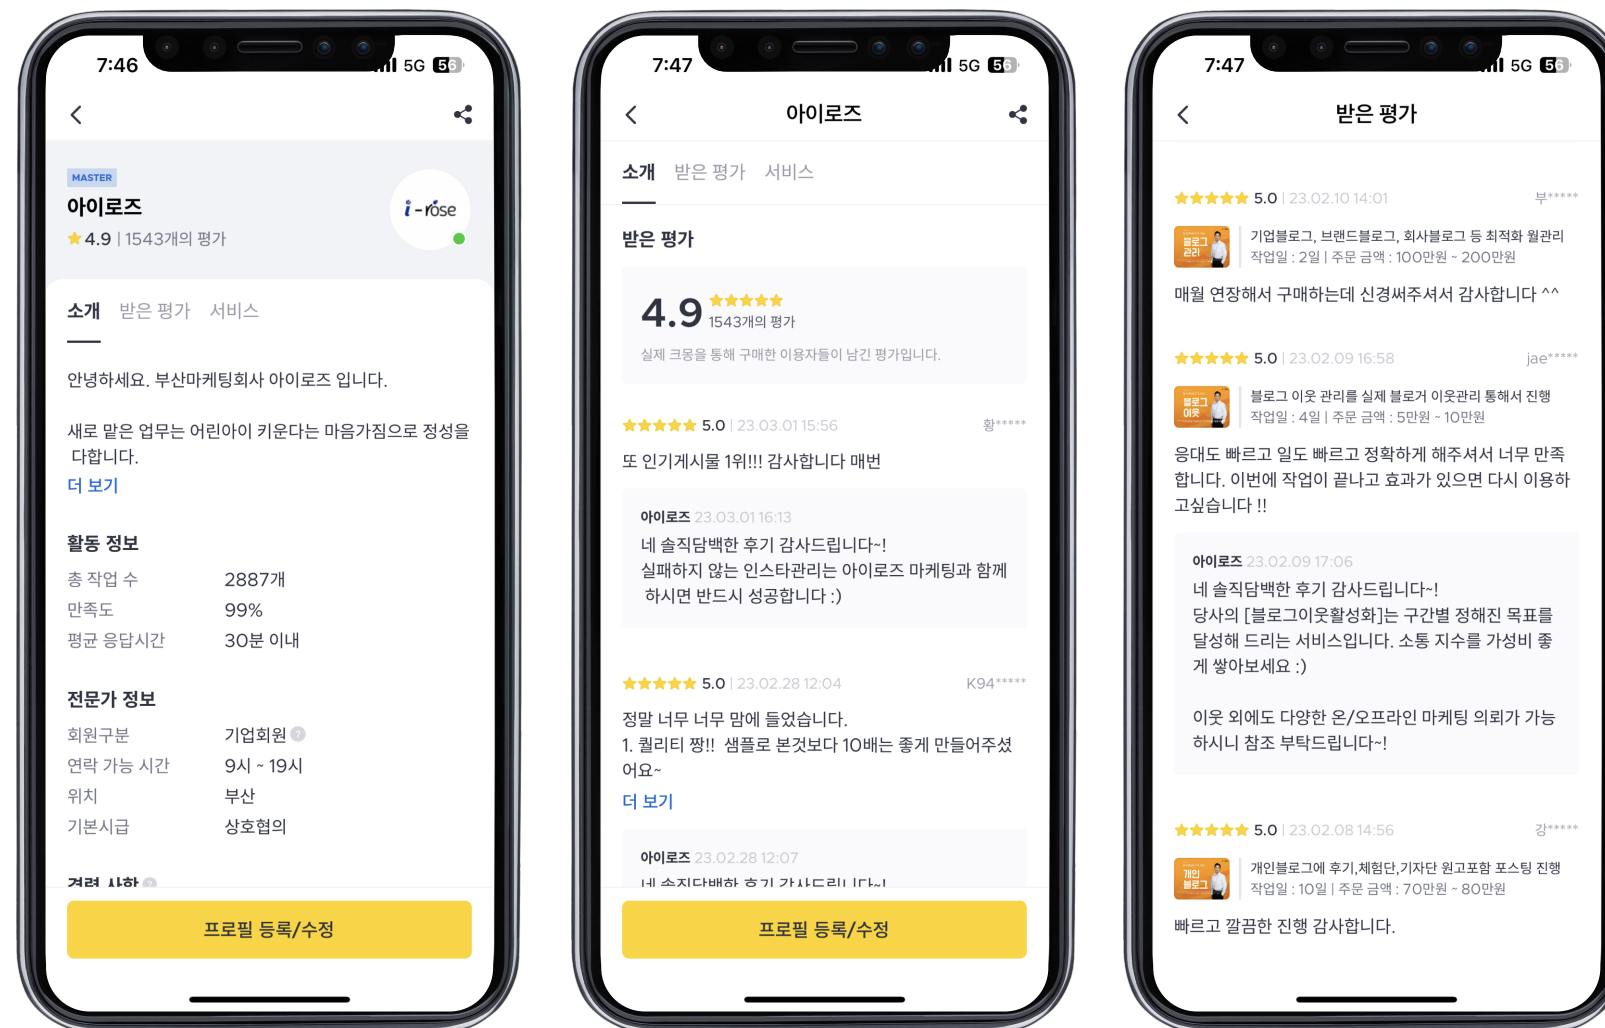 7:46
5G 56
MASTER
아이로즈
4.9 | 1543개의 평가
i-rose
소개 받은 평가 서비스
안녕하세요. 부산마케팅회사 아이로즈 입니다.
새로 맡은 업무는 어린아이 키운다는 마음가짐으로 정성을
다합니다.
더 보기
활동 정보
총 작업 수 2887개
만족도 99%
평균 응답시간 30분 이내
전문가 정보
회원구분 기업회원 ?
연락 가능 시간 9시 ~ 19시
위치 부산
기본시급 상호협의
경력 사항
프로필 등록/수정
7:47
5G 56
아이로즈
소개 받은 평가 서비스
받은 평가
4.9
1543개의 평가
실제 크몽을 통해 구매한 이용자들이 남긴 평가입니다.
5.0 | 23.03.01 15:56 황*****
또 인기게시물 1위!!! 감사합니다 매번
아이로즈 23.03.01 16:13
네 솔직담백한 후기 감사드립니다~!
실패하지 않는 인스타관리는 아이로즈 마케팅과 함께
하시면 반드시 성공합니다 :)
5.0 | 23.02.28 12:04 K94*****
정말 너무 너무 맘에 들었습니다.
1. 퀄리티 짱!! 샘플로 본것보다 10배는 좋게 만들어주셨
어요~
더 보기
아이로즈 23.02.28 12:07
네 솔직담백한 후기 감사드립니다~!
프로필 등록/수정
7:47
5G 56
받은 평가
5.0 | 23.02.10 14:01 부*****
블로그
관리
기업블로그, 브랜드블로그, 회사블로그 등 최적화 월관리
작업일 : 2일 | 주문 금액 : 100만원 ~ 200만원
매월 연장해서 구매하는데 신경써주셔서 감사합니다 ^^
5.0 | 23.02.09 16:58 jae*****
블로그
이웃
블로그 이웃 관리를 실제 블로거 이웃관리 통해서 진행
작업일 : 4일 | 주문 금액 : 5만원 ~ 10만원
응대도 빠르고 일도 빠르고 정확하게 해주셔서 너무 만족
합니다. 이번에 작업이 끝나고 효과가 있으면 다시 이용하
고싶습니다 !!
아이로즈 23.02.09 17:06
네 솔직담백한 후기 감사드립니다~!
당사의 [블로그이웃활성화]는 구간별 정해진 목표를
달성해 드리는 서비스입니다. 소통 지수를 가성비 좋
게 쌓아보세요 :)
이웃 외에도 다양한 온/오프라인 마케팅 의뢰가 가능
하시니 참조 부탁드립니다~!
5.0 | 23.02.08 14:56 강*****
개인
블로그
개인블로그에 후기,체험단,기자단 원고포함 포스팅 진행
작업일 : 10일 | 주문 금액 : 70만원 ~ 80만원
빠르고 깔끔한 진행 감사합니다.